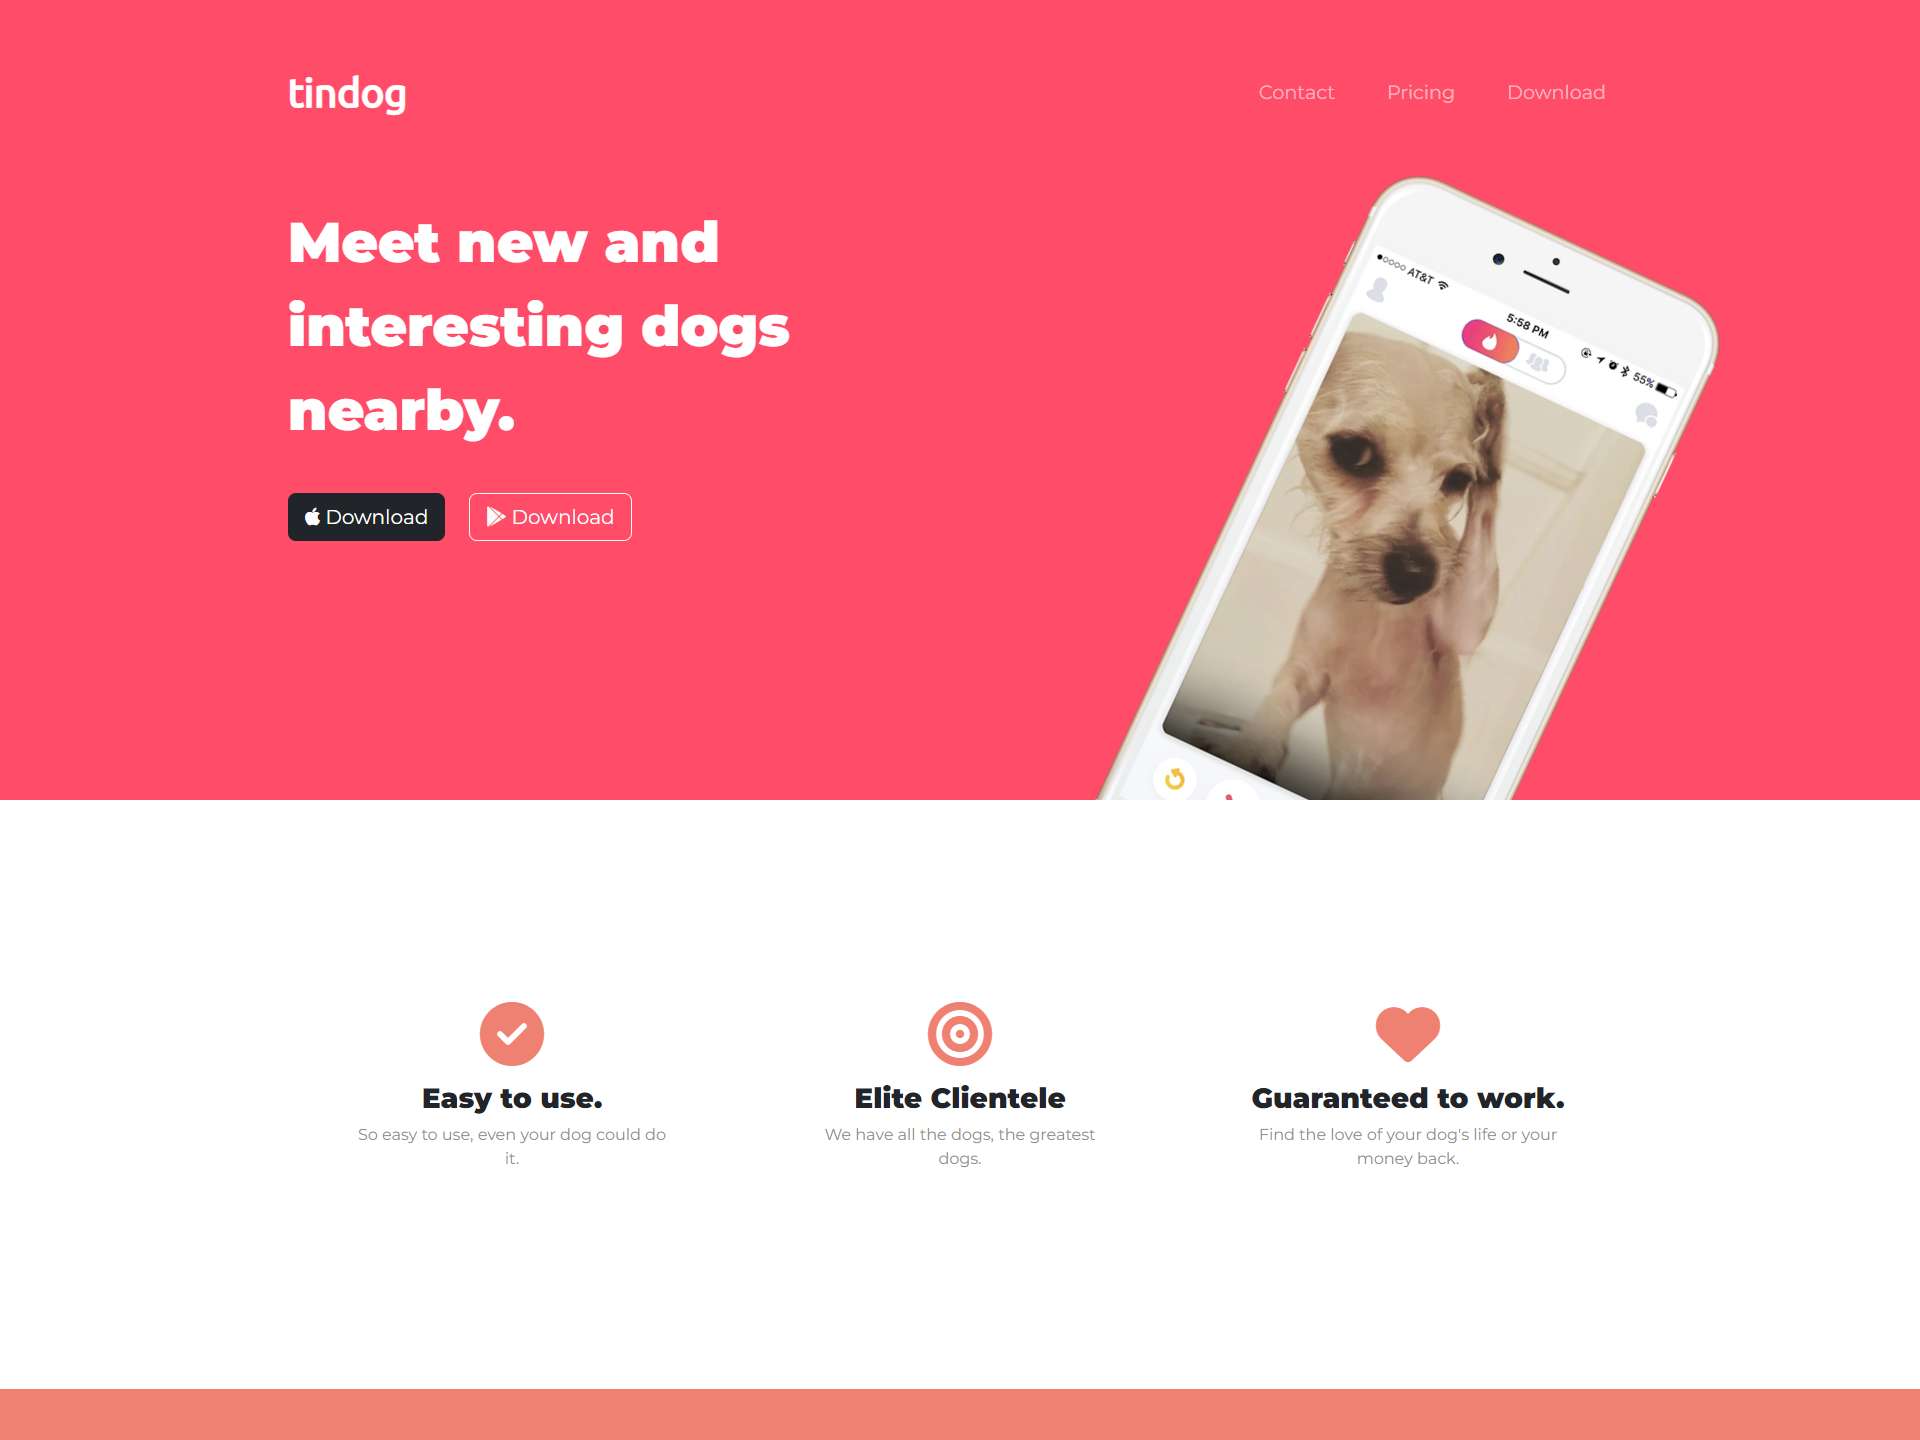 tindog
Contact Pricing Download
Meet new and
interesting dogs
nearby.
Download Download
AT&T
5:58 PM
55%
Easy to use.
So easy to use, even your dog could do
it.
Elite Clientele
We have all the dogs, the greatest
dogs.
Guaranteed to work.
Find the love of your dog's life or your
money back.